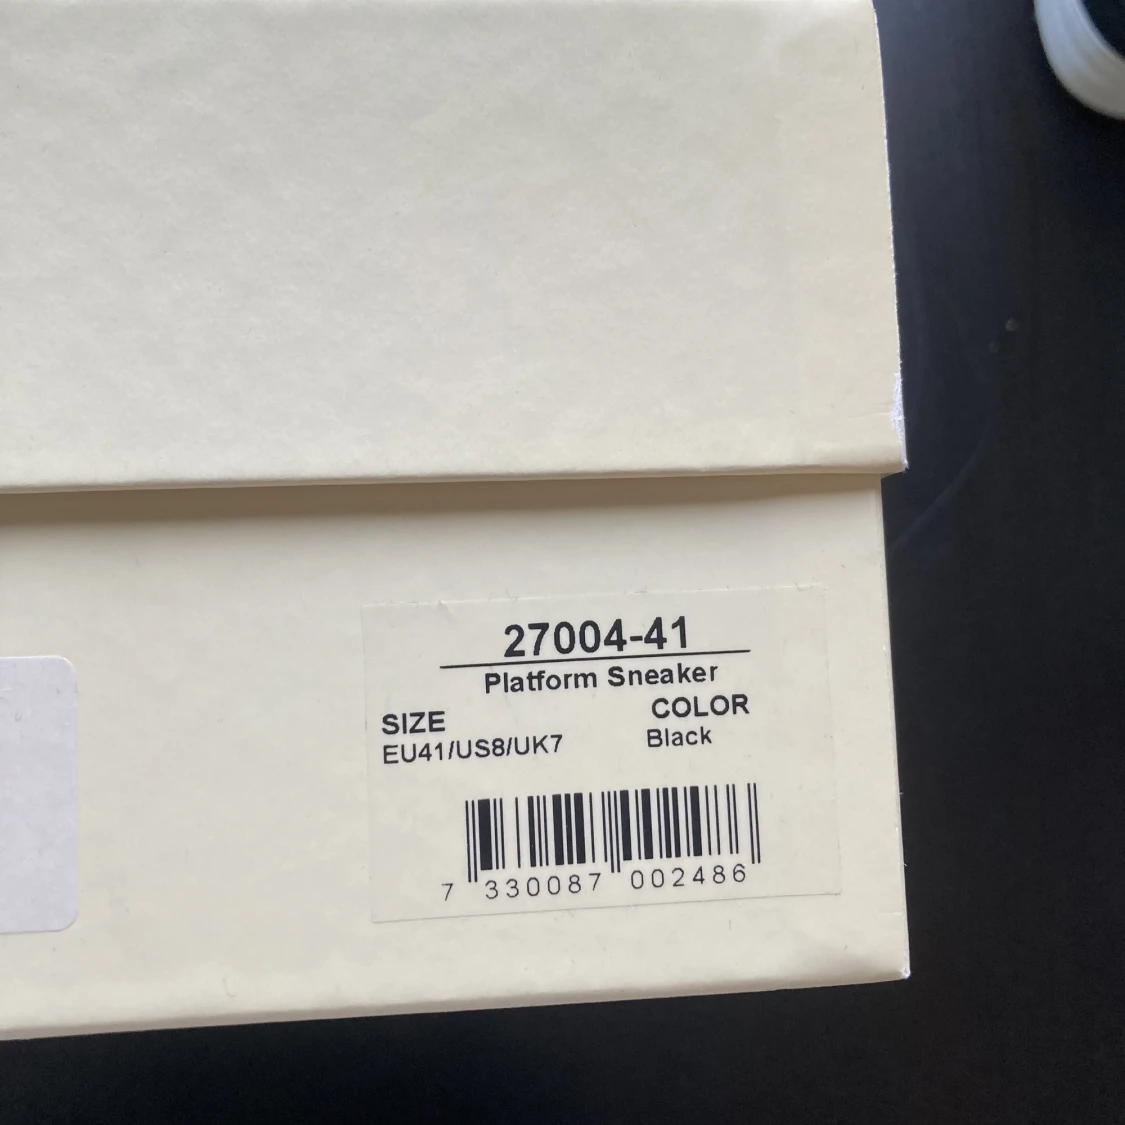 27004-41
Platform Sneaker
SIZE COLOR
EU41/US8/UK7 Black
7 330087 002486